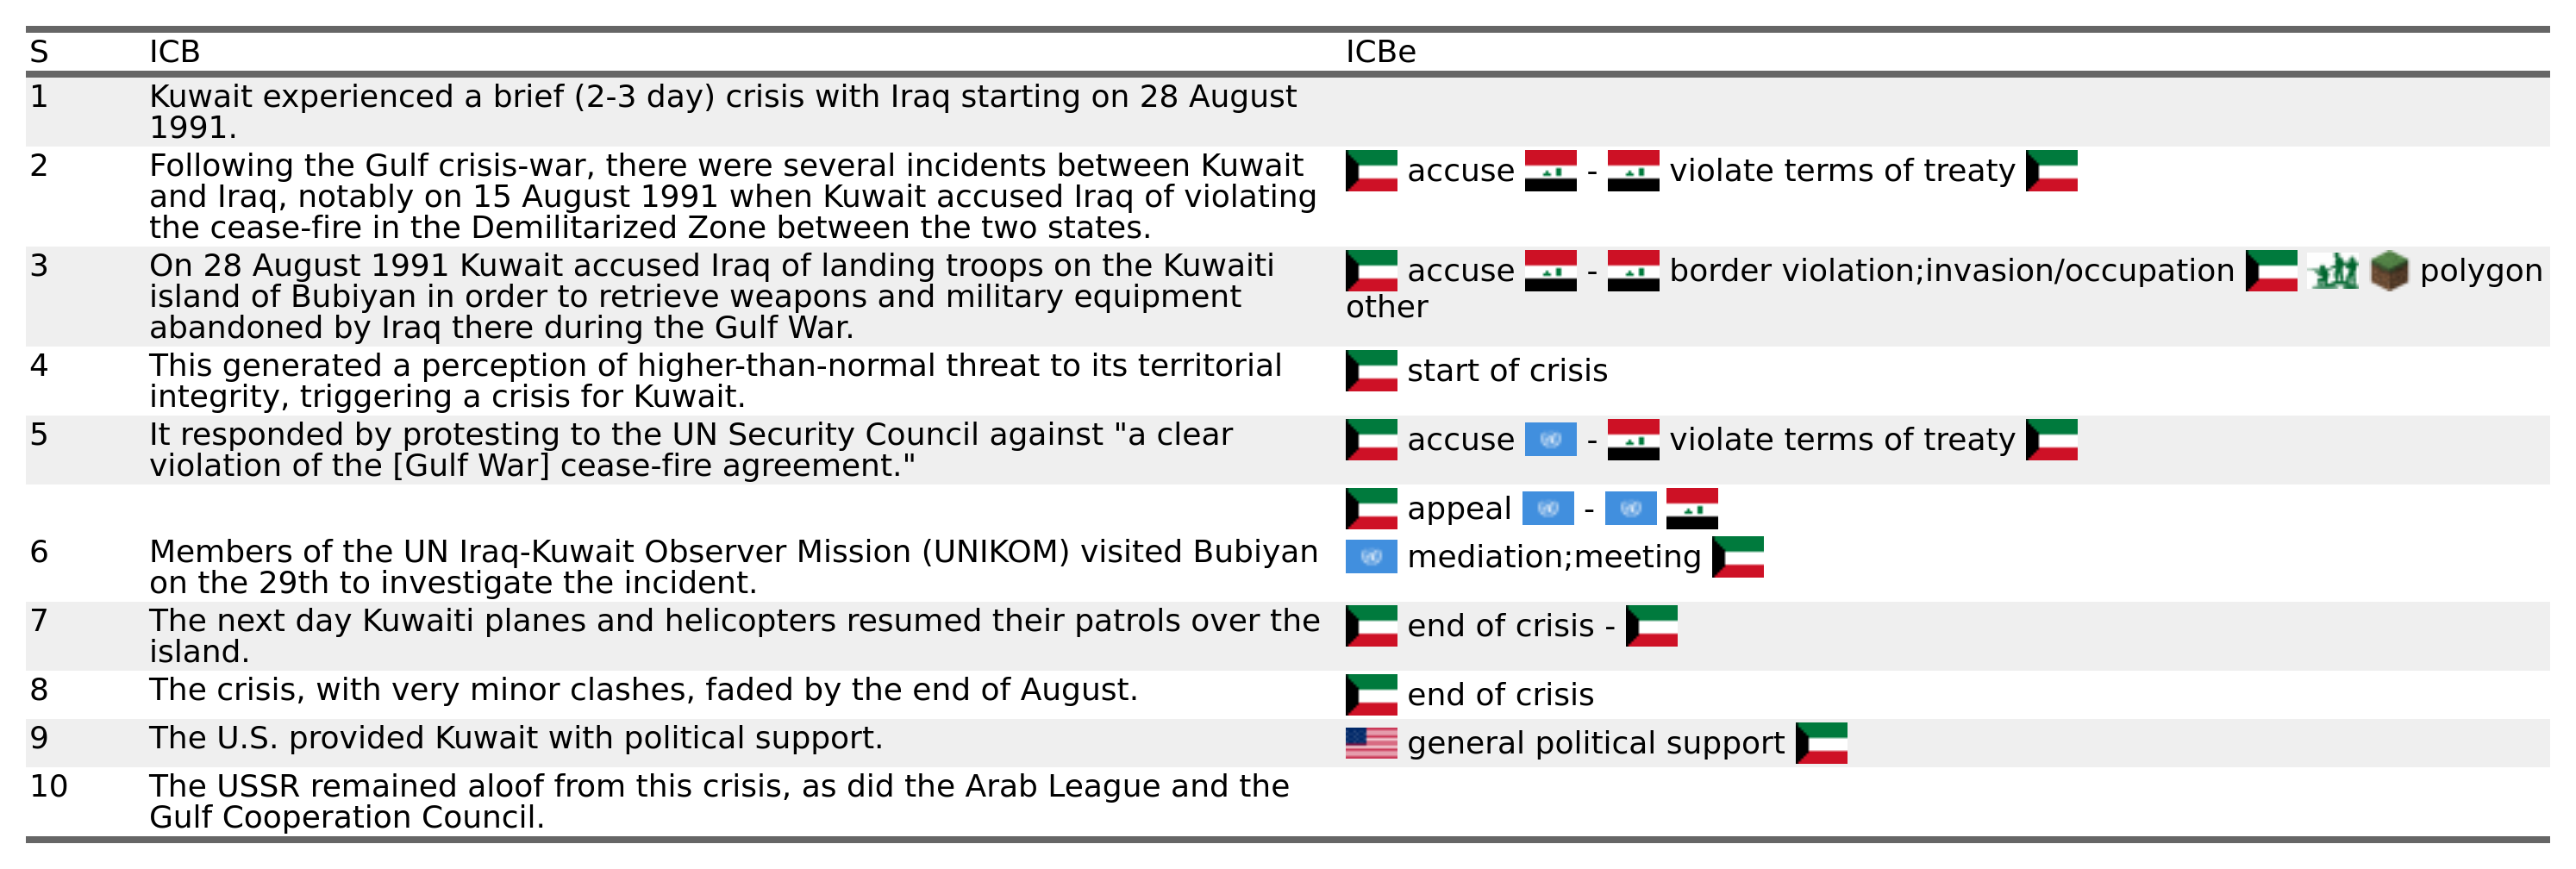 S ICB ICBe
1 Kuwait experienced a brief (2-3 day) crisis with Iraq starting on 28 August
1991.
2 Following the Gulf crisis-war, there were several incidents between Kuwait accuse - violate terms of treaty
and Iraq, notably on 15 August 1991 when Kuwait accused Iraq of violating
the cease-fire in the Demilitarized Zone between the two states.
3 On 28 August 1991 Kuwait accused Iraq of landing troops on the Kuwaiti accuse - border violation;invasion/occupation polygon
island of Bubiyan in order to retrieve weapons and military equipment other
abandoned by Iraq there during the Gulf War.
4 This generated a perception of higher-than-normal threat to its territorial start of crisis
integrity, triggering a crisis for Kuwait.
5 It responded by protesting to the UN Security Council against "a clear accuse - violate terms of treaty
violation of the [Gulf War] cease-fire agreement."
appeal -
6 Members of the UN Iraq-Kuwait Observer Mission (UNIKOM) visited Bubiyan mediation;meeting
on the 29th to investigate the incident.
7 The next day Kuwaiti planes and helicopters resumed their patrols over the end of crisis -
island.
8 The crisis, with very minor clashes, faded by the end of August. end of crisis
9 The U.S. provided Kuwait with political support. general political support
10 The USSR remained aloof from this crisis, as did the Arab League and the
Gulf Cooperation Council.